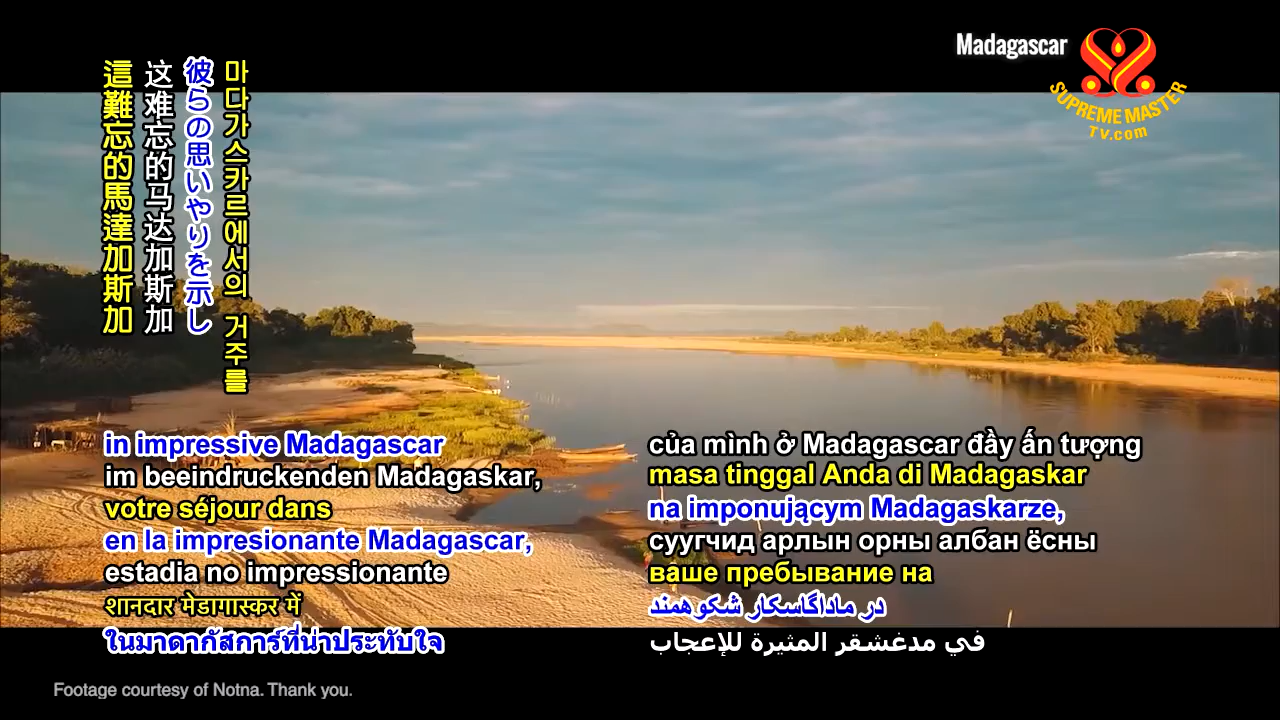 Madagascar
SUPREME MASTER
TV.com
마다가스카르에서의 거주를
彼らの思いやりを示し
这难忘的马达加斯加
這難忘的馬達加斯加
in impressive Madagascar
im beeindruckenden Madagaskar,
votre séjour dans
en la impresionante Madagascar,
estadia no impressionante
शानदार मेडागास्कर में
ในมาดากัสการ์ที่น่าประทับใจ
của mình ở Madagascar đầy ấn tượng
masa tinggal Anda di Madagaskar
na imponującym Madagaskarze,
суугчид арлын орны албан ёсны
ваше пребывание на
در ماداگاسکار شکوهمند
في مدغشقر المثيرة للإعجاب
Footage courtesy of Notna. Thank you.